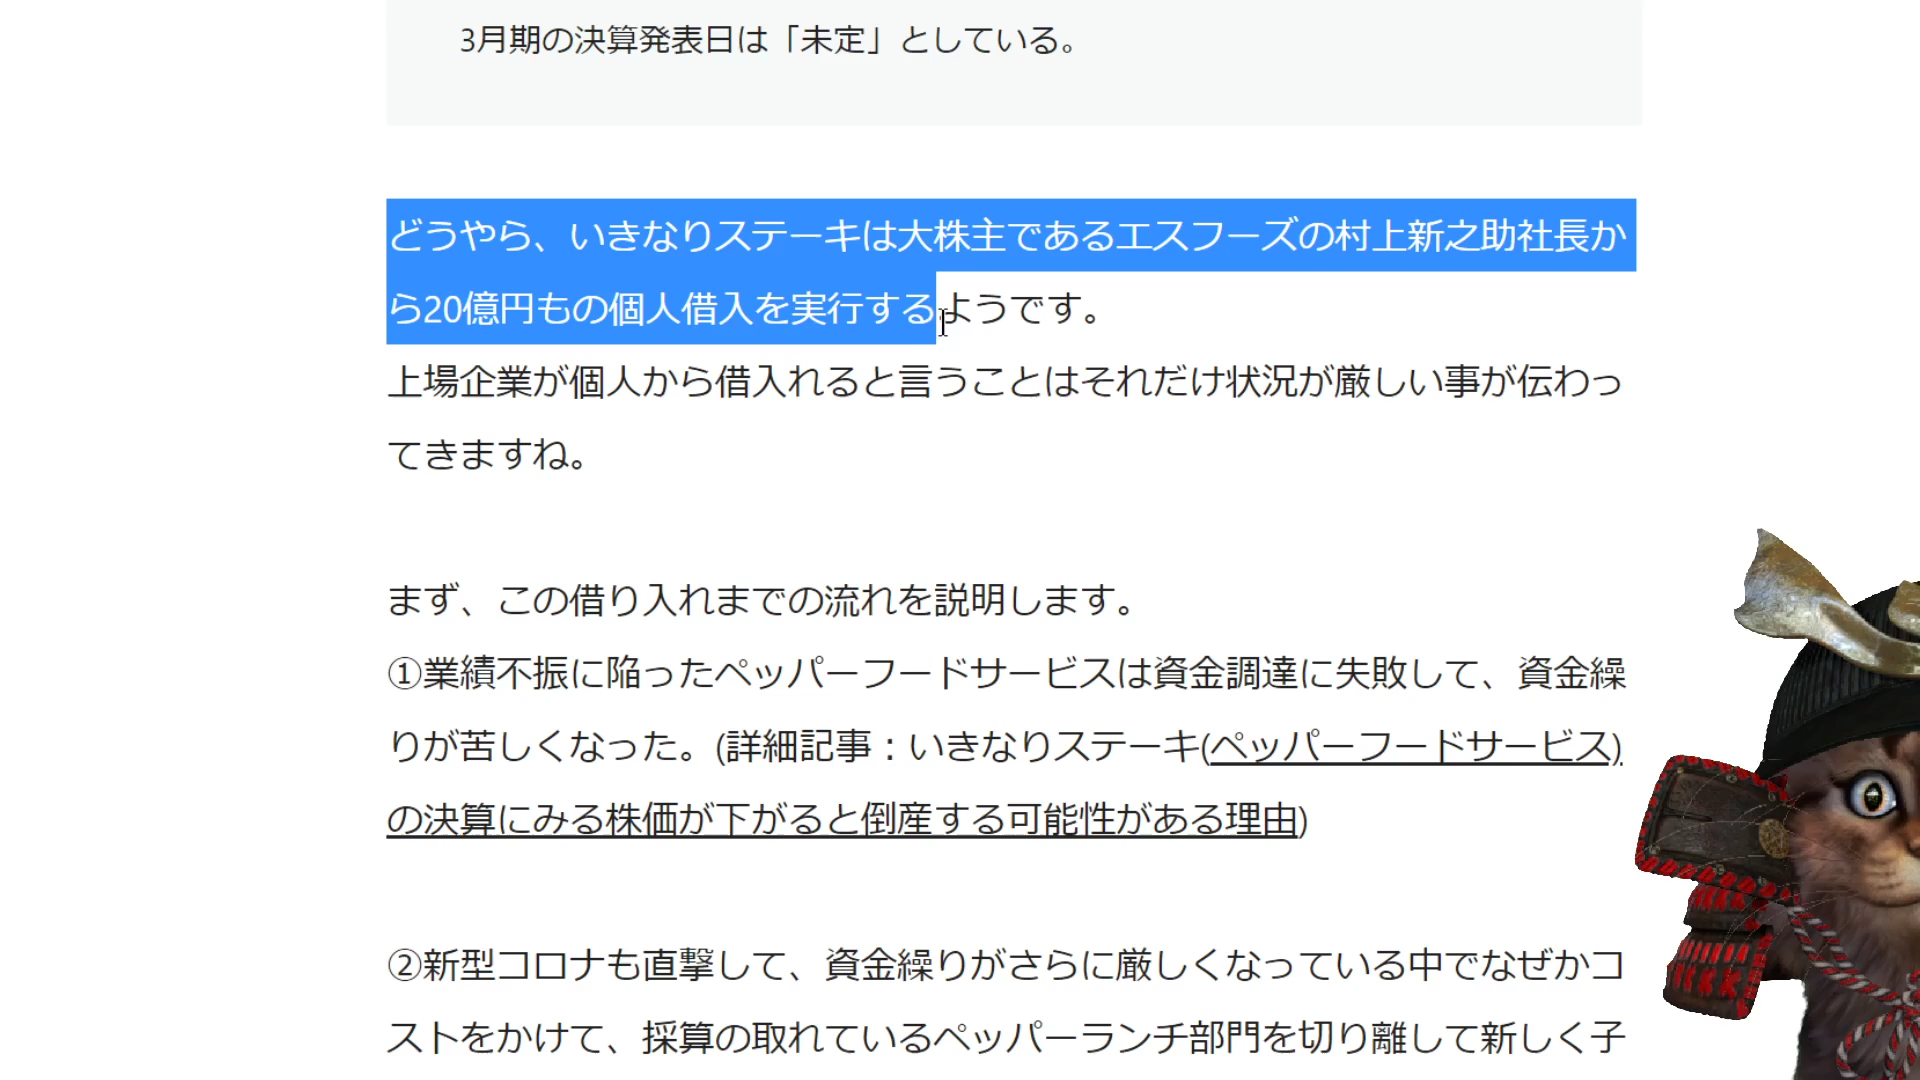 3月期の決算発表日は「未定」としている。
どうやら、いきなりステーキは大株主であるエスフーズの村上新之助社長か
ら20億円もの個人借入を実行するようです。
上場企業が個人から借入れると言うことはそれだけ状況が厳しい事が伝わっ
てきますね。
まず、この借り入れまでの流れを説明します。
①業績不振に陥ったペッパーフードサービスは資金調達に失敗して、資金繰
りが苦しくなった。(詳細記事：いきなりステーキ(ペッパーフードサービス)
の決算にみる株価が下がると倒産する可能性がある理由)
②新型コロナも直撃して、資金繰りがさらに厳しくなっている中でなぜかコ
ストをかけて、採算の取れているペッパーランチ部門を切り離して新しく子